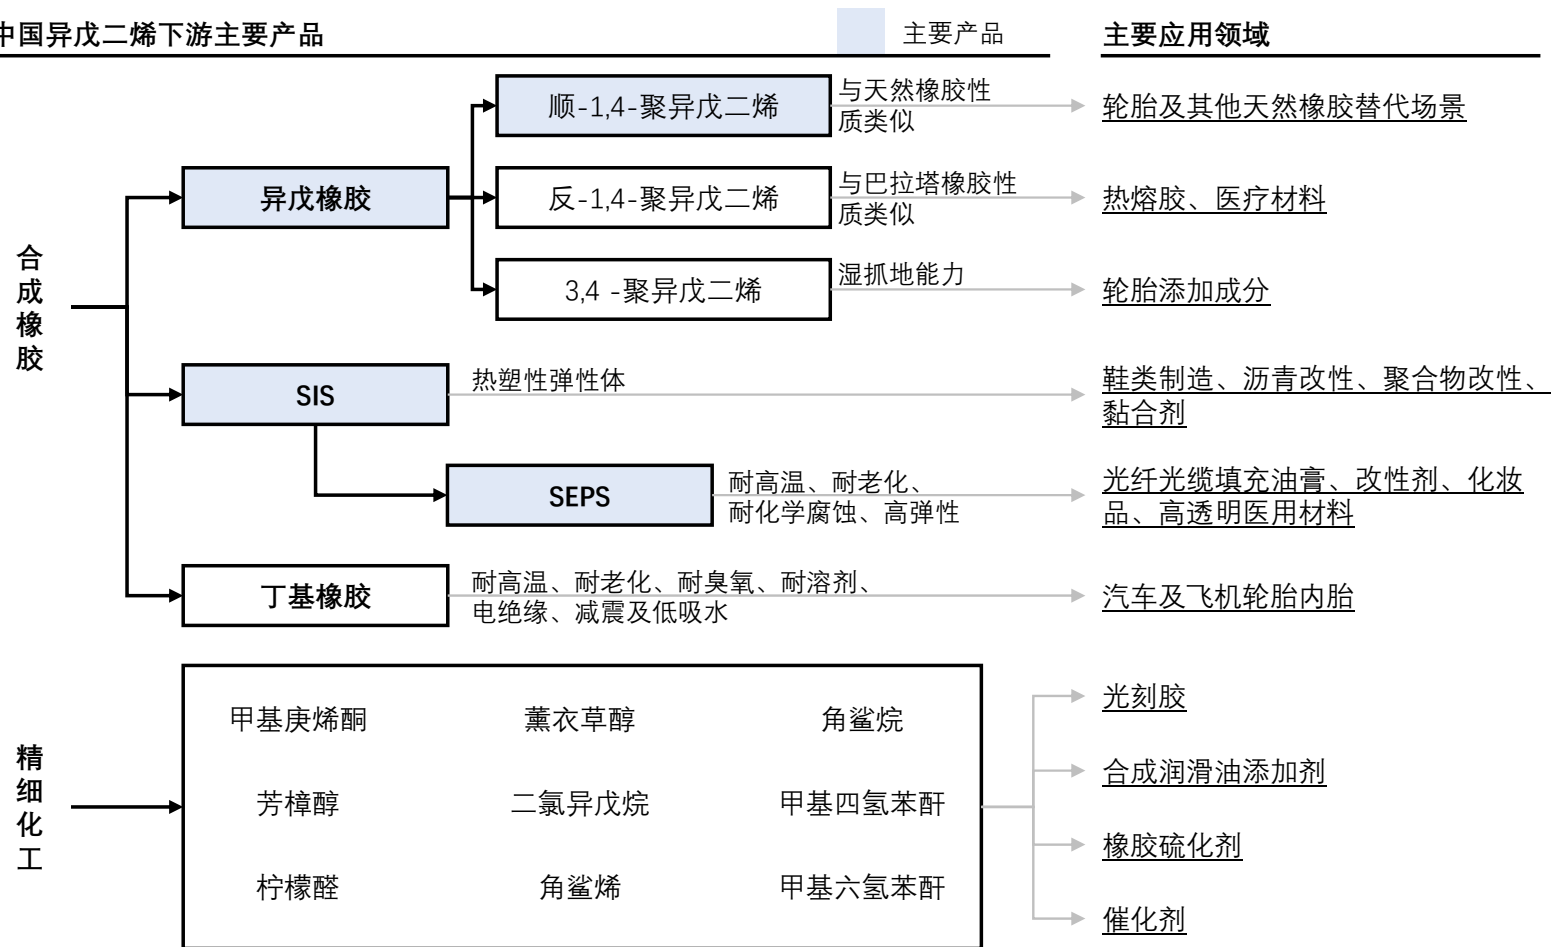 中国异戊二烯下游主要产品
主要产品
主要应用领域
合成橡胶
异戊橡胶
顺-1,4-聚异戊二烯
与天然橡胶性
质类似
轮胎及其他天然橡胶替代场景
反-1,4-聚异戊二烯
与巴拉塔橡胶性
质类似
热熔胶、医疗材料
3,4 -聚异戊二烯
湿抓地能力
轮胎添加成分
SIS
热塑性弹性体
鞋类制造、沥青改性、聚合物改性、
黏合剂
SEPS
耐高温、耐老化、
耐化学腐蚀、高弹性
光纤光缆填充油膏、改性剂、化妆
品、高透明医用材料
丁基橡胶
耐高温、耐老化、耐臭氧、耐溶剂、
电绝缘、减震及低吸水
汽车及飞机轮胎内胎
精细化工
甲基庚烯酮
薰衣草醇
角鲨烷
芳樟醇
二氯异戊烷
甲基四氢苯酐
柠檬醛
角鲨烯
甲基六氢苯酐
光刻胶
合成润滑油添加剂
橡胶硫化剂
催化剂